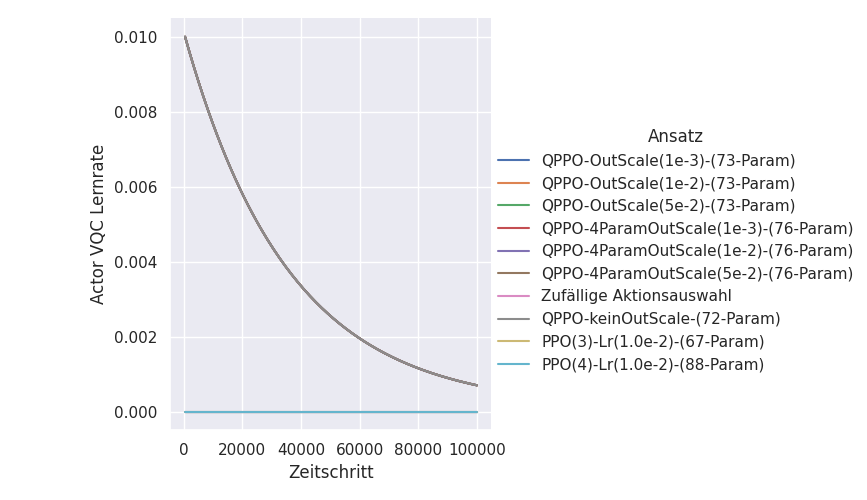 0.010
0.008
0.006
0.004
0.002
0.000
Actor VQC Lernrate
0 20000 40000 60000 80000 100000
Zeitschritt
Ansatz
QPPO-OutScale(1e-3)-(73-Param)
QPPO-OutScale(1e-2)-(73-Param)
QPPO-OutScale(5e-2)-(73-Param)
QPPO-4ParamOutScale(1e-3)-(76-Param)
QPPO-4ParamOutScale(1e-2)-(76-Param)
QPPO-4ParamOutScale(5e-2)-(76-Param)
Zufällige Aktionsauswahl
QPPO-keinOutScale-(72-Param)
PPO(3)-Lr(1.0e-2)-(67-Param)
PPO(4)-Lr(1.0e-2)-(88-Param)